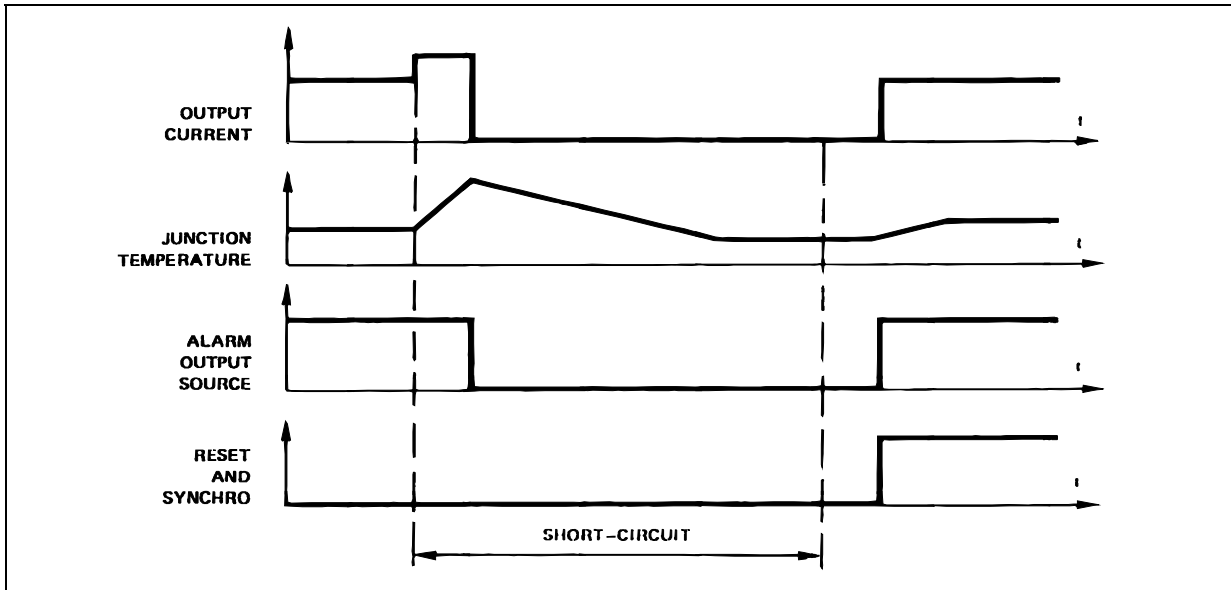 OUTPUT
CURRENT
t
JUNCTION
TEMPERATURE
t
ALARM
OUTPUT
SOURCE
t
RESET
AND
SYNCHRO
t
SHORT-CIRCUIT